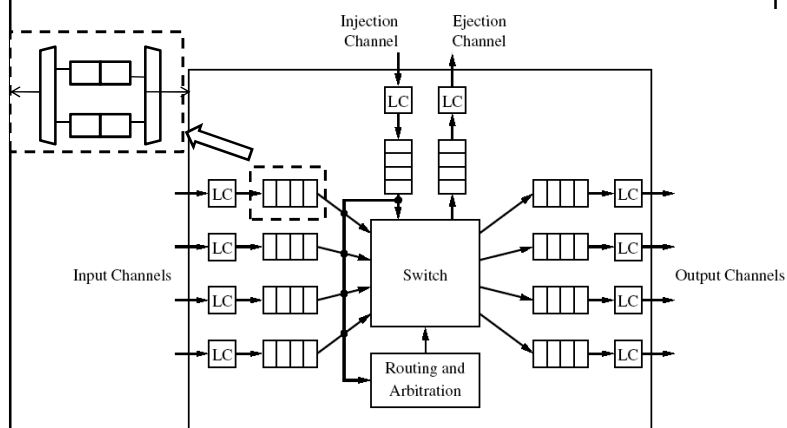 Injection
Channel
Ejection
Channel
LC
LC
LC
LC
LC
LC
LC
LC
LC
LC
Input Channels
Switch
Output Channels
Routing and
Arbitration